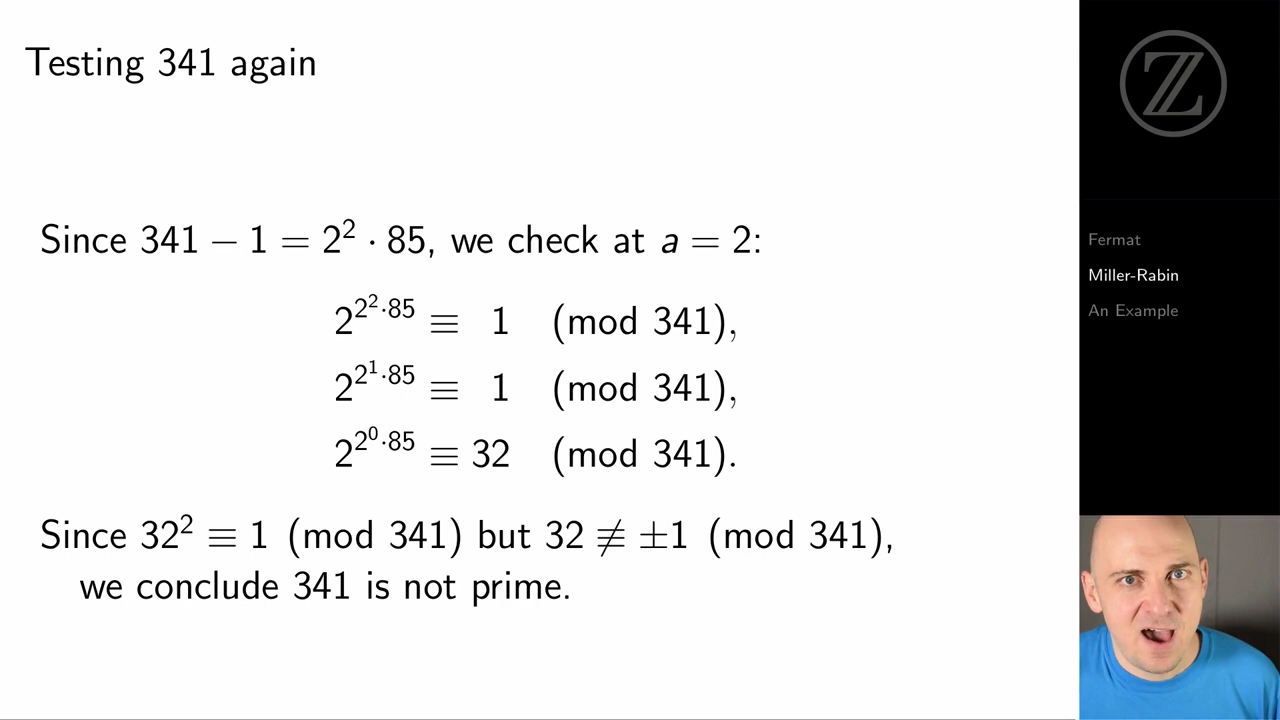 Testing 341 again
Since 341 − 1 = 2² · 85, we check at a = 2:
2^{2²·85} ≡ 1 (mod 341),
2^{2¹·85} ≡ 1 (mod 341),
2^{2⁰·85} ≡ 32 (mod 341).
Since 32² ≡ 1 (mod 341) but 32 ≢ ±1 (mod 341),
we conclude 341 is not prime.
ℤ
Fermat
Miller-Rabin
An Example